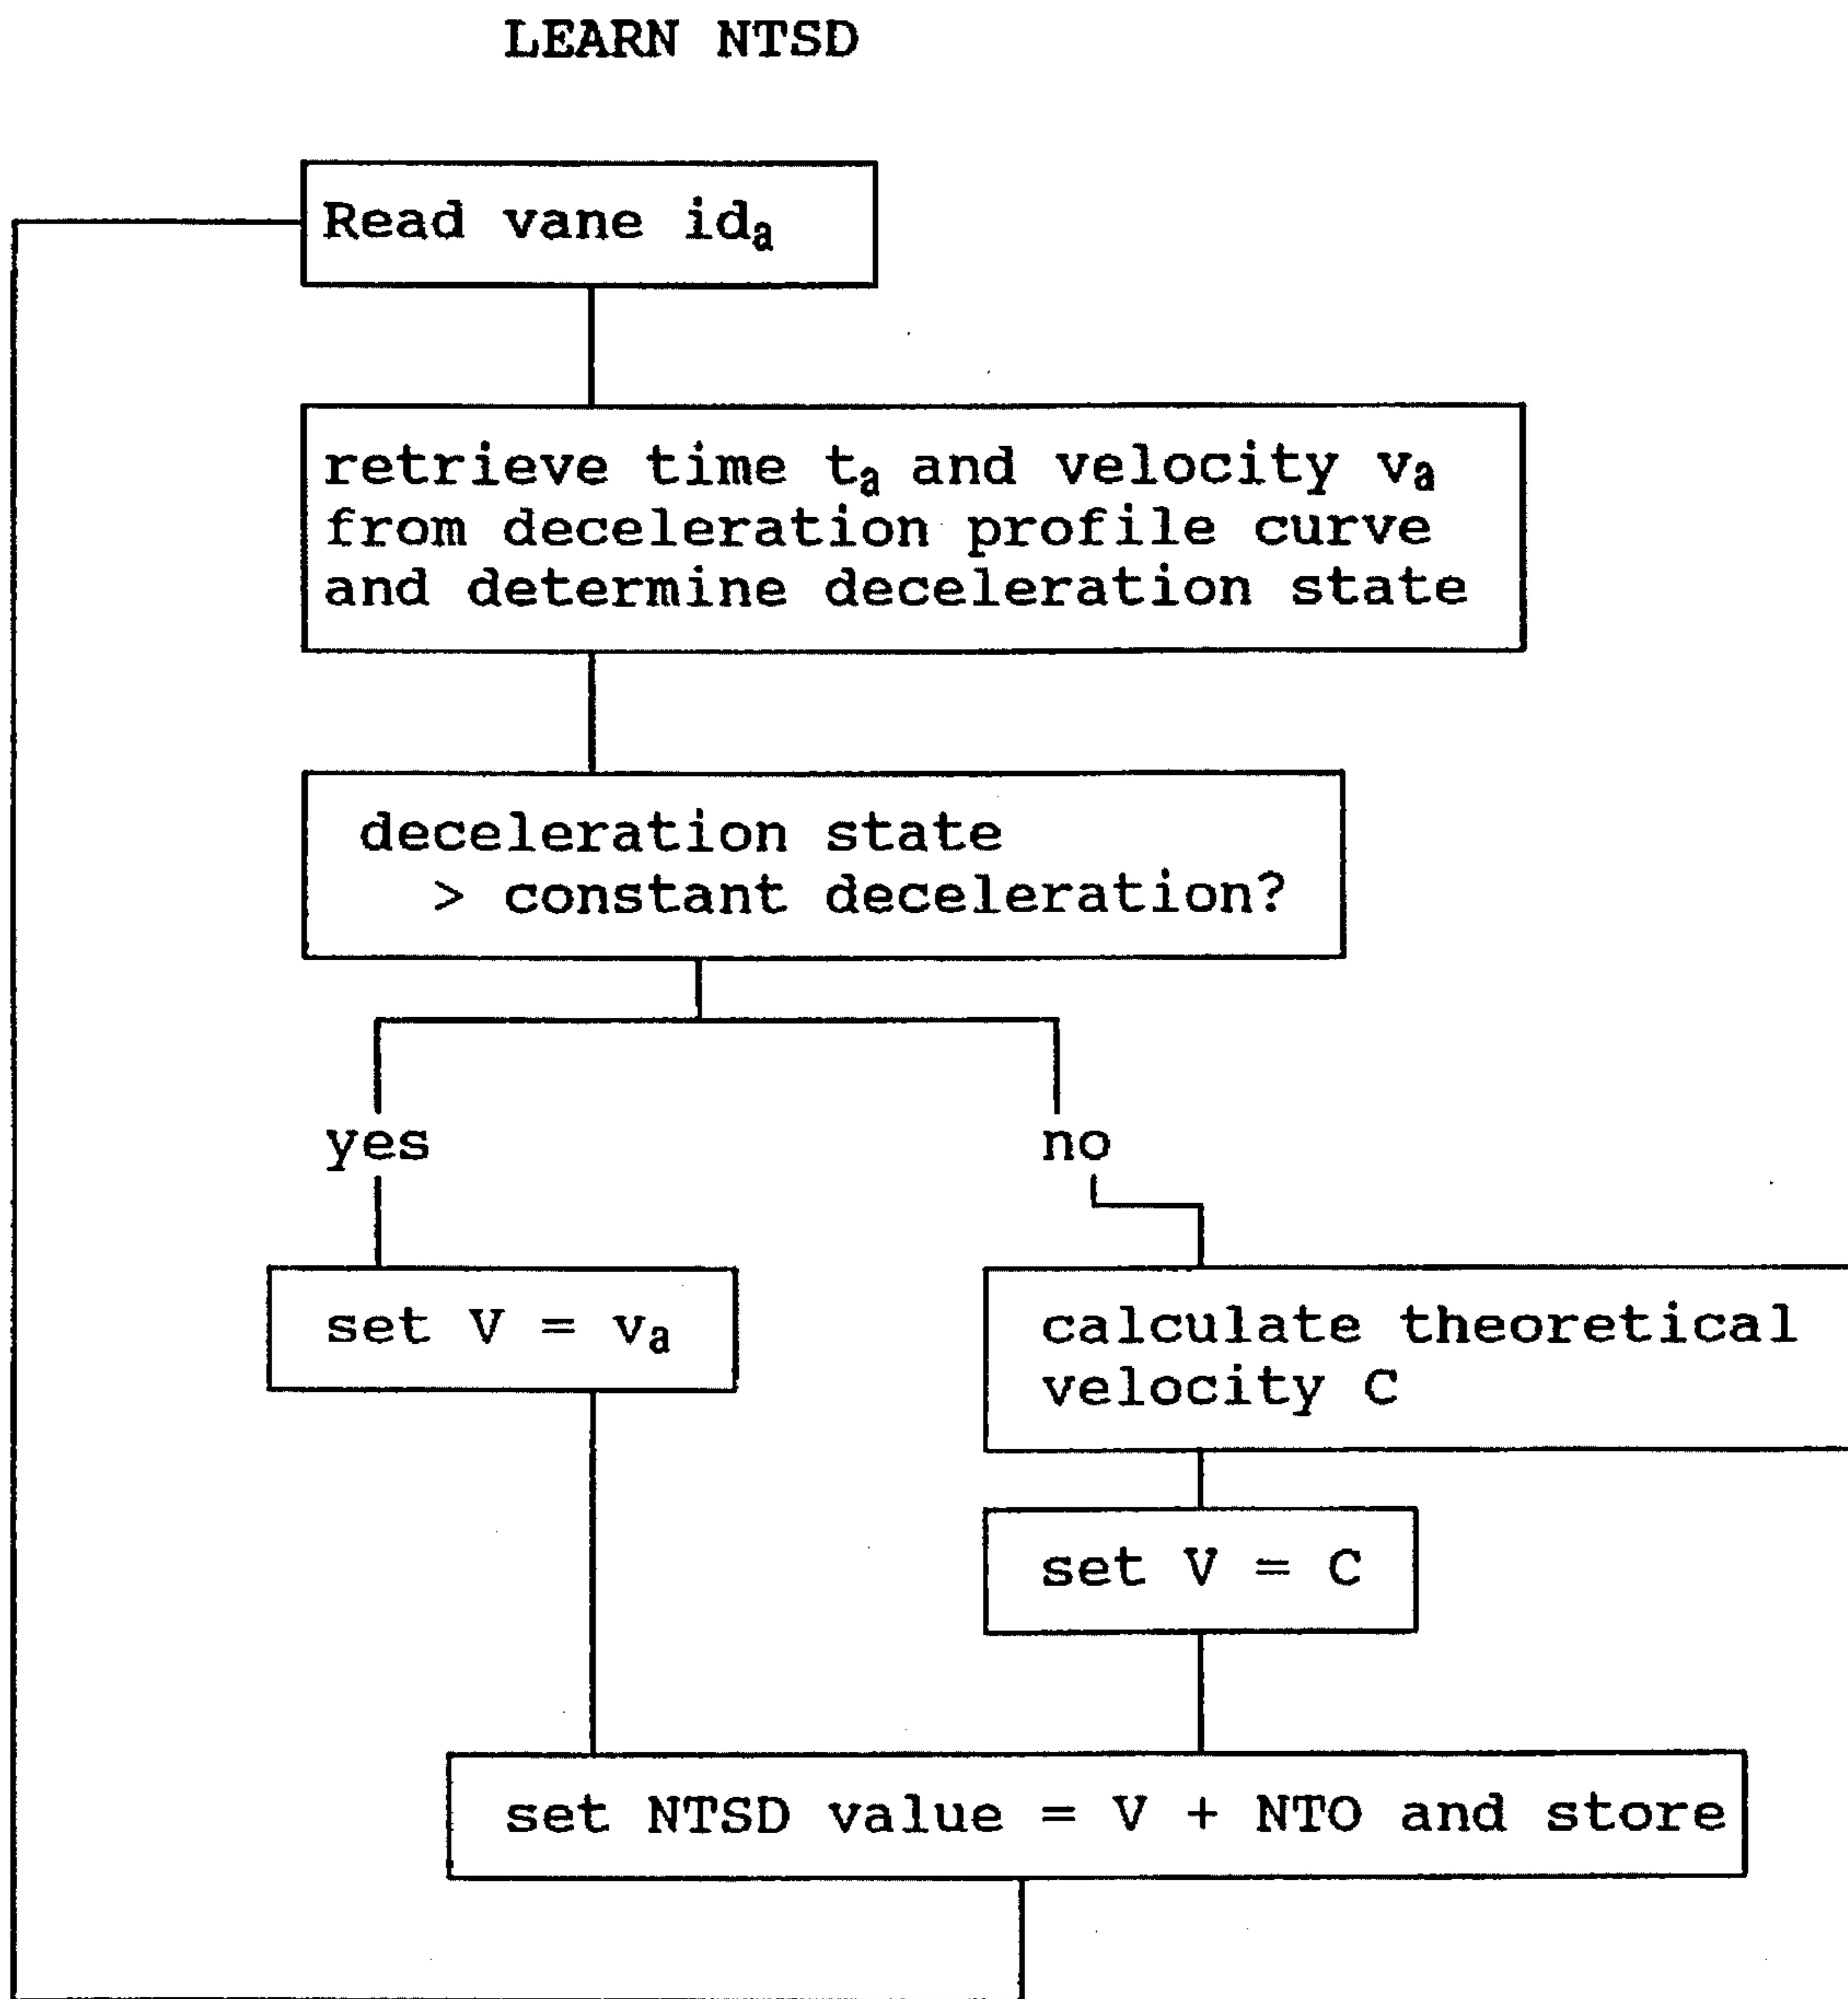 LEARN NTSD
Read vane idₐ
retrieve time tₐ and velocity vₐ
from deceleration profile curve
and determine deceleration state
deceleration state
> constant deceleration?
yes
no
set V = vₐ
calculate theoretical
velocity C
set V = C
set NTSD value = V + NTO and store